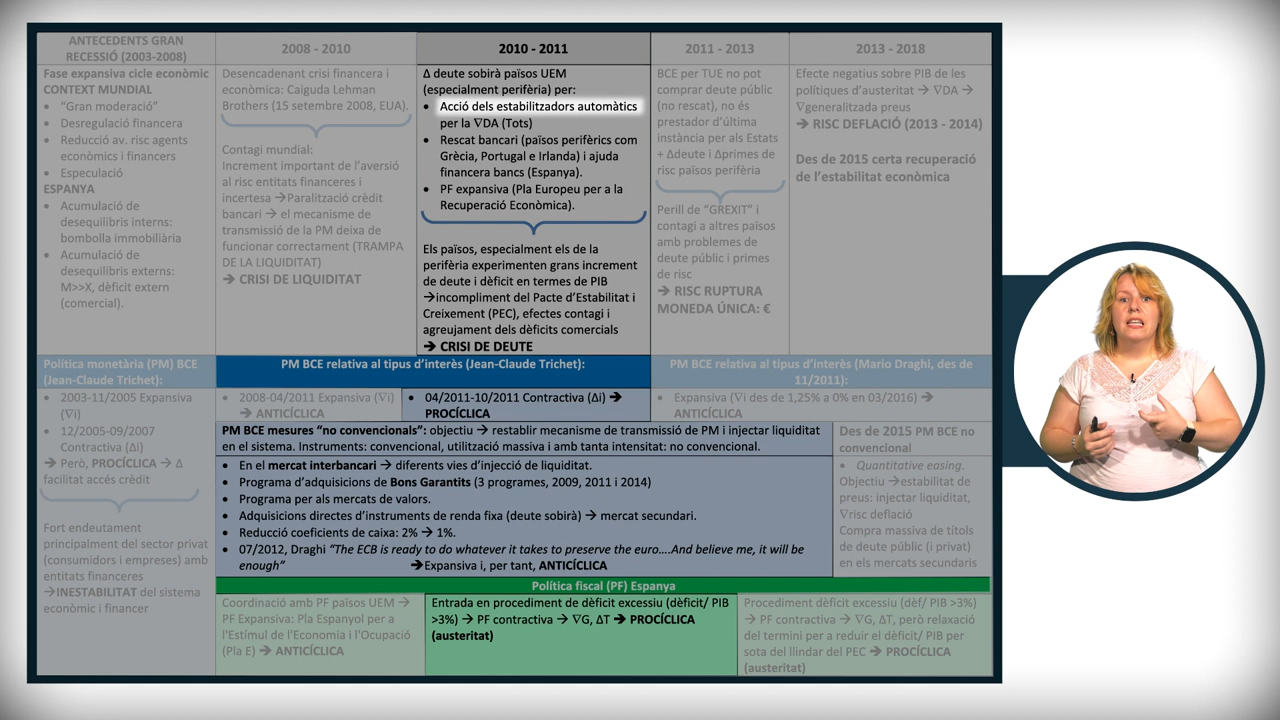 ANTECEDENTS GRAN
RECESSIÓ (2003-2008)
Fase expansiva cicle econòmic
CONTEXT MUNDIAL
• "Gran moderació"
• Desregulació financera
• Reducció av. risc agents
econòmics i financers
• Especulació
ESPANYA
• Acumulació de
desequilibris interns:
bombolla immobiliària
• Acumulació de
desequilibris externs:
M>>X, dèficit extern
(comercial).
2008 - 2010
Desencadenant crisi financera i
econòmica: Caiguda Lehman
Brothers (15 setembre 2008, EUA).
Contagi mundial:
Increment important de l'aversió
al risc entitats financeres i
incertesa → Paralització crèdit
bancari → el mecanisme de
transmissió de la PM deixa de
funcionar correctament (TRAMPA
DE LA LIQUIDITAT)
→ CRISI DE LIQUIDITAT
2010 - 2011
Δ deute sobirà països UEM
(especialment perifèria) per:
• Acció dels estabilitzadors automàtics
per la ∇DA (Tots)
• Rescat bancari (països perifèrics com
Grècia, Portugal e Irlanda) i ajuda
financera bancs (Espanya).
• PF expansiva (Pla Europeu per a la
Recuperació Econòmica).
Els països, especialment els de la
perifèria experimenten grans increment
de deute i dèficit en termes de PIB
→incompliment del Pacte d'Estabilitat i
Creixement (PEC), efectes contagi i
agreujament dels dèficits comercials
→ CRISI DE DEUTE
2011 - 2013
BCE per TUE no pot
comprar deute públic
(no rescat), no és
prestador d'última
instància per als Estats
+ Δdeute i Δprimes de
risc països perifèria
Perill de "GREXIT" i
contagi a altres països
amb problemes de
deute públic i primes
de risc
→ RISC RUPTURA
MONEDA ÚNICA: €
2013 - 2018
Efecte negatius sobre PIB de les
polítiques d'austeritat → ∇DA →
∇generalitzada preus
→ RISC DEFLACIÓ (2013 - 2014)
Des de 2015 certa recuperació
de l'estabilitat econòmica
Política monetària (PM) BCE
(Jean-Claude Trichet):
• 2003-11/2005 Expansiva
(∇i)
• 12/2005-09/2007
Contractiva (Δi)
→ Però, PROCÍCLICA → Δ
facilitat accés crèdit
Fort endeutament
principalment del sector privat
(consumidors i empreses) amb
entitats financeres
→INESTABILITAT del sistema
econòmic i financer
PM BCE relativa al tipus d'interès (Jean-Claude Trichet):
• 2008-04/2011 Expansiva (∇i)
→ ANTICÍCLICA
• 04/2011-10/2011 Contractiva (Δi) →
PROCÍCLICA
PM BCE relativa al tipus d'interès (Mario Draghi, des de
11/2011):
• Expansiva (∇i des de 1,25% a 0% en 03/2016) →
ANTICÍCLICA
PM BCE mesures "no convencionals": objectiu → restablir mecanisme de transmissió de PM i injectar liquiditat
en el sistema. Instruments: convencional, utilització massiva i amb tanta intensitat: no convencional.
• En el mercat interbancari → diferents vies d'injecció de liquiditat.
• Programa d'adquisicions de Bons Garantits (3 programes, 2009, 2011 i 2014)
• Programa per als mercats de valors.
• Adquisicions directes d'instruments de renda fixa (deute sobirà) → mercat secundari.
• Reducció coeficients de caixa: 2% → 1%.
• 07/2012, Draghi "The ECB is ready to do whatever it takes to preserve the euro….And believe me, it will be
enough" →Expansiva i, per tant, ANTICÍCLICA
Des de 2015 PM BCE no
convencional
• Quantitative easing.
Objectiu →estabilitat de
preus: injectar liquiditat,
∇risc deflació
Compra massiva de títols
de deute públic (i privat)
en els mercats secundaris
Política fiscal (PF) Espanya
Coordinació amb PF països UEM →
PF Expansiva: Pla Espanyol per a
a l'Estímul de l'Economia i l'Ocupació
(Pla E) → ANTICÍCLICA
Entrada en procediment de dèficit excessiu (dèficit/ PIB
>3%) → PF contractiva → ∇G, ΔT → PROCÍCLICA
(austeritat)
Procediment dèficit excessiu (dèf/ PIB >3%)
→ PF contractiva → ∇G, ΔT, però relaxació
del termini per a reduir el dèficit/ PIB per
sota del llindar del PEC → PROCÍCLICA
(austeritat)